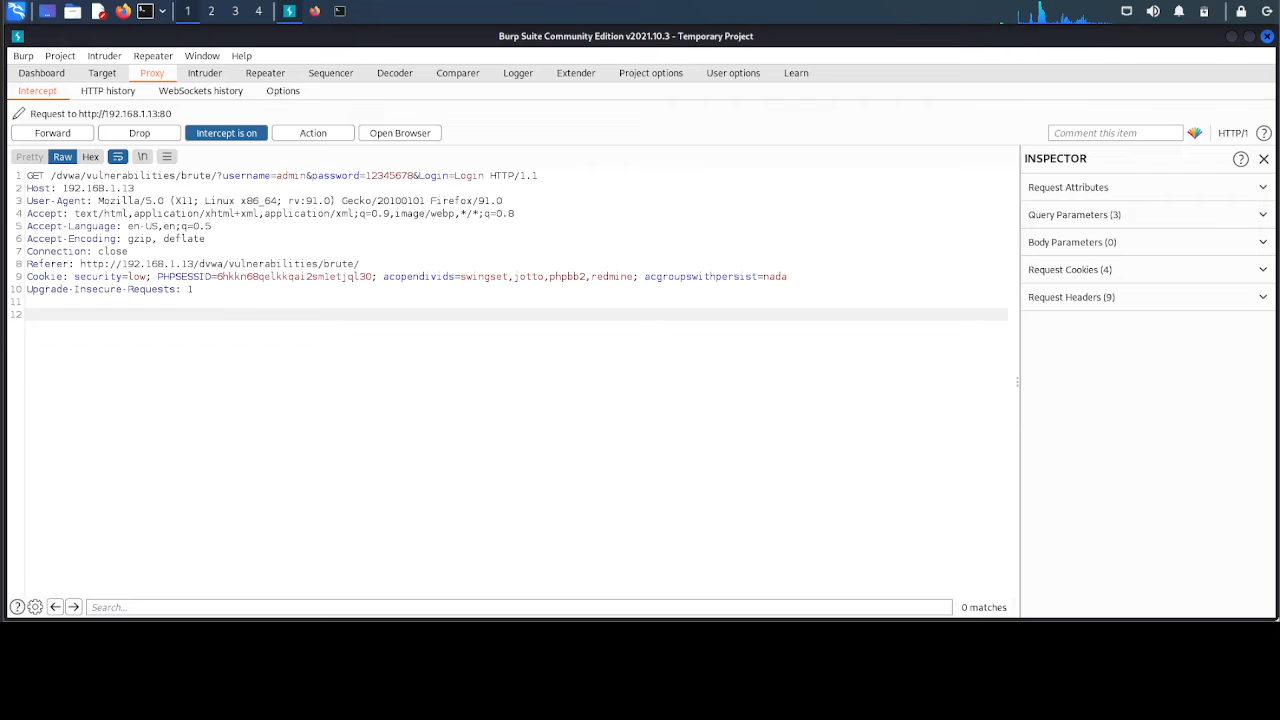 1 2 3 4
Burp Suite Community Edition v2021.10.3 - Temporary Project
Burp Project Intruder Repeater Window Help
Dashboard Target Proxy Intruder Repeater Sequencer Decoder Comparer Logger Extender Project options User options Learn
Intercept HTTP history WebSockets history Options
Request to http://192.168.1.13:80
Forward Drop Intercept is on Action Open Browser Comment this item HTTP/1 ?
Pretty Raw Hex \n
INSPECTOR ?
1 GET /dvwa/vulnerabilities/brute/?username=admin&password=12345678&Login=Login HTTP/1.1
2 Host: 192.168.1.13
3 User-Agent: Mozilla/5.0 (X11; Linux x86_64; rv:91.0) Gecko/20100101 Firefox/91.0
4 Accept: text/html,application/xhtml+xml,application/xml;q=0.9,image/webp,*/*;q=0.8
5 Accept-Language: en-US,en;q=0.5
6 Accept-Encoding: gzip, deflate
7 Connection: close
8 Referer: http://192.168.1.13/dvwa/vulnerabilities/brute/
9 Cookie: security=low; PHPSESSID=6hkkn68qelkkqai2sm1etjql30; acopendivids=swingset,jotto,phpbb2,redmine; acgroupswithpersist=nada
10 Upgrade-Insecure-Requests: 1
11
12
Request Attributes
Query Parameters (3)
Body Parameters (0)
Request Cookies (4)
Request Headers (9)
? Search... 0 matches